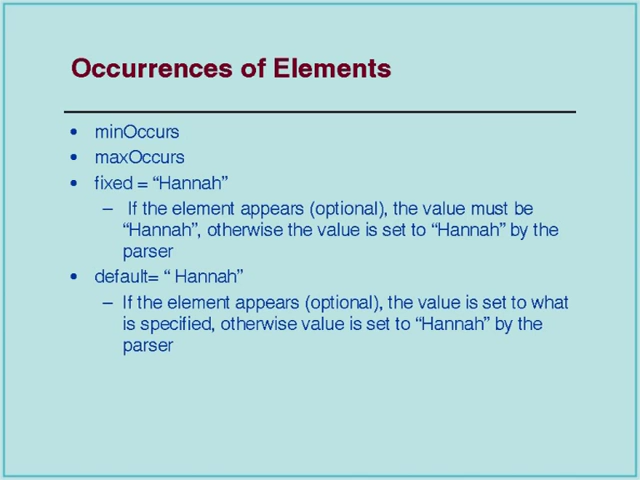 Occurrences of Elements
• minOccurs
• maxOccurs
• fixed = “Hannah”
– If the element appears (optional), the value must be
“Hannah”, otherwise the value is set to “Hannah” by the
parser
• default= “ Hannah”
– If the element appears (optional), the value is set to what
is specified, otherwise value is set to “Hannah” by the
parser